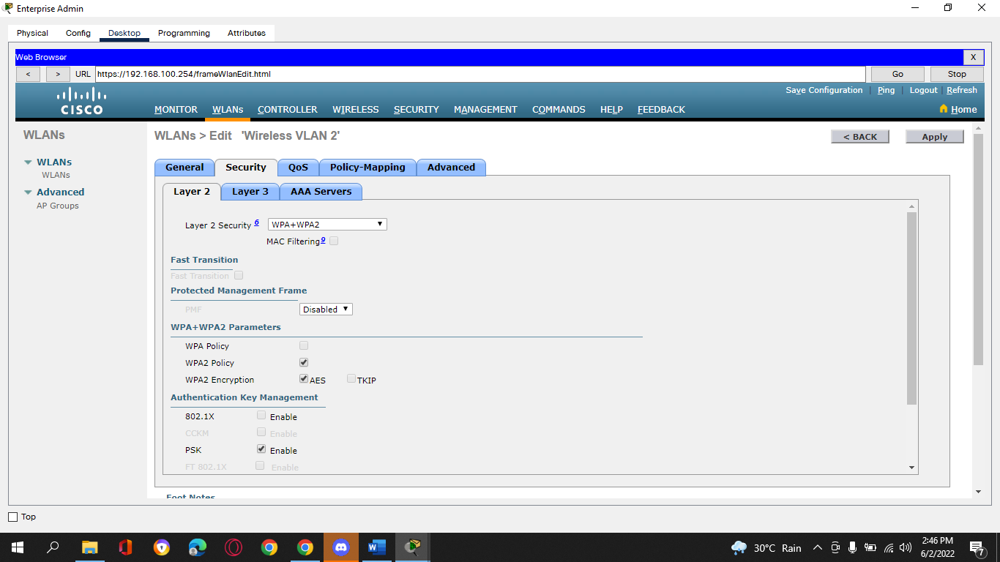 Enterprise Admin
Physical Config Desktop Programming Attributes
Web Browser X
< > URL https://192.168.100.254/frameWlanEdit.html Go Stop
Save Configuration | Ping | Logout | Refresh
CISCO
MONITOR WLANs CONTROLLER WIRELESS SECURITY MANAGEMENT COMMANDS HELP FEEDBACK Home
WLANs
WLANs
WLANs
Advanced
AP Groups
WLANs > Edit 'Wireless VLAN 2'
< BACK Apply
General Security QoS Policy-Mapping Advanced
Layer 2 Layer 3 AAA Servers
Layer 2 Security 6 WPA+WPA2
MAC Filtering9
Fast Transition
Fast Transition
Protected Management Frame
PMF Disabled
WPA+WPA2 Parameters
WPA Policy
WPA2 Policy
WPA2 Encryption AES TKIP
Authentication Key Management
802.1X Enable
CCKM Enable
PSK Enable
FT 802.1X Enable
Foot Notes
Top
30°C Rain
2:46 PM
6/2/2022
7